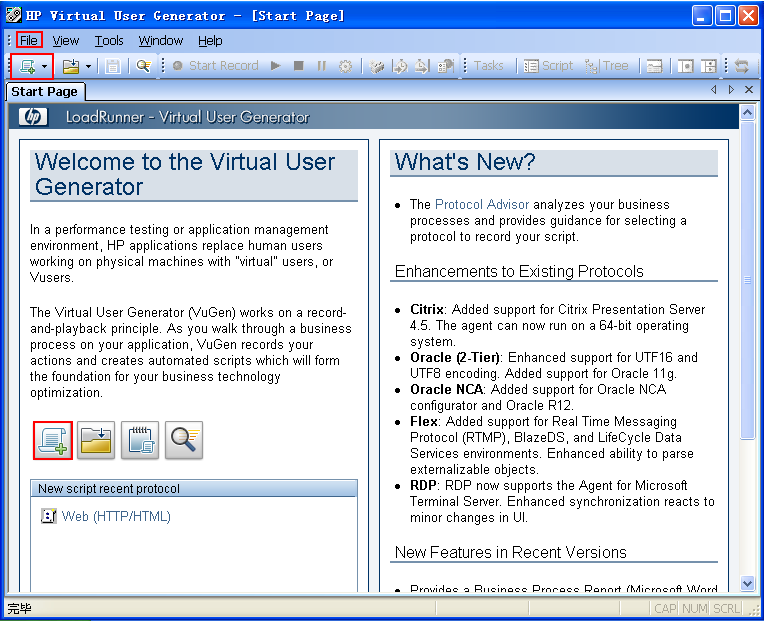 HP Virtual User Generator - [Start Page]
File View Tools Window Help
Start Record Tasks Script Tree
Start Page
hp LoadRunner - Virtual User Generator
Welcome to the Virtual User
Generator
In a performance testing or application management
environment, HP applications replace human users
working on physical machines with "virtual" users, or
Vusers.
The Virtual User Generator (VuGen) works on a record-
and-playback principle. As you walk through a business
process on your application, VuGen records your
actions and creates automated scripts which will form
the foundation for your business technology
optimization.
New script recent protocol
Web (HTTP/HTML)
What's New?
• The Protocol Advisor analyzes your business
processes and provides guidance for selecting a
protocol to record your script.
Enhancements to Existing Protocols
• Citrix: Added support for Citrix Presentation Server
4.5. The agent can now run on a 64-bit operating
system.
• Oracle (2-Tier): Enhanced support for UTF16 and
UTF8 encoding. Added support for Oracle 11g.
• Oracle NCA: Added support for Oracle NCA
configurator and Oracle R12.
• Flex: Added support for Real Time Messaging
Protocol (RTMP), BlazeDS, and LifeCycle Data
Services environments. Enhanced ability to parse
externalizable objects.
• RDP: RDP now supports the Agent for Microsoft
Terminal Server. Enhanced synchronization reacts to
minor changes in UI.
New Features in Recent Versions
• Provides a Business Process Report (Microsoft Word
完毕
CAP NUM SCRL